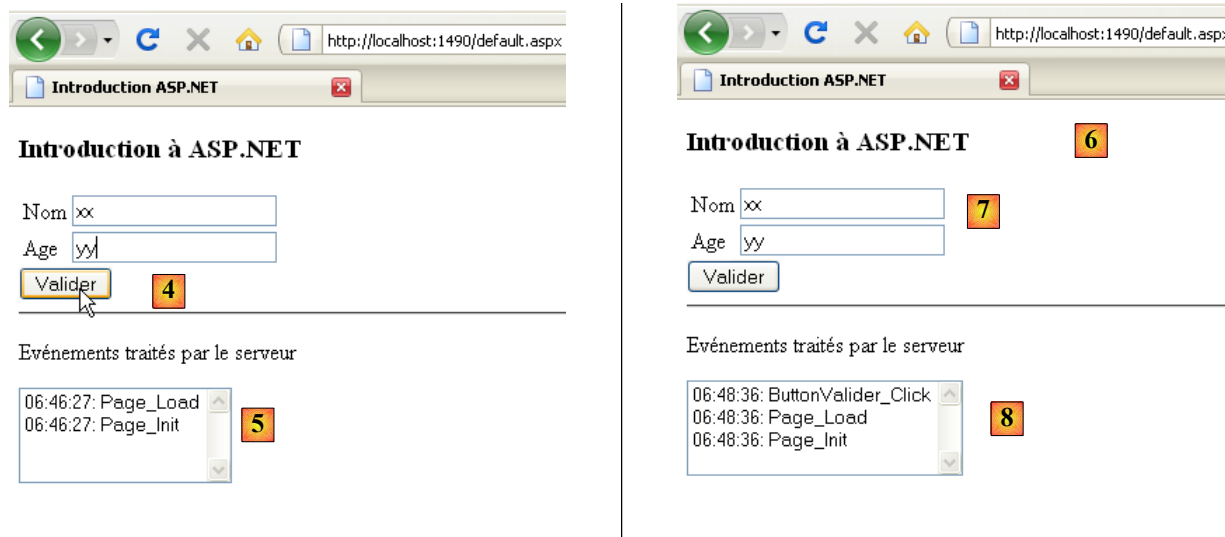 http://localhost:1490/default.aspx
Introduction ASP.NET
Introduction à ASP.NET
Nom xx
Age yy
Valider
4
Evénements traités par le serveur
06:46:27: Page_Load
06:46:27: Page_Init
5
http://localhost:1490/default.aspx
Introduction ASP.NET
Introduction à ASP.NET
6
Nom xx
7
Age yy
Valider
Evénements traités par le serveur
06:48:36: ButtonValider_Click
06:48:36: Page_Load
06:48:36: Page_Init
8